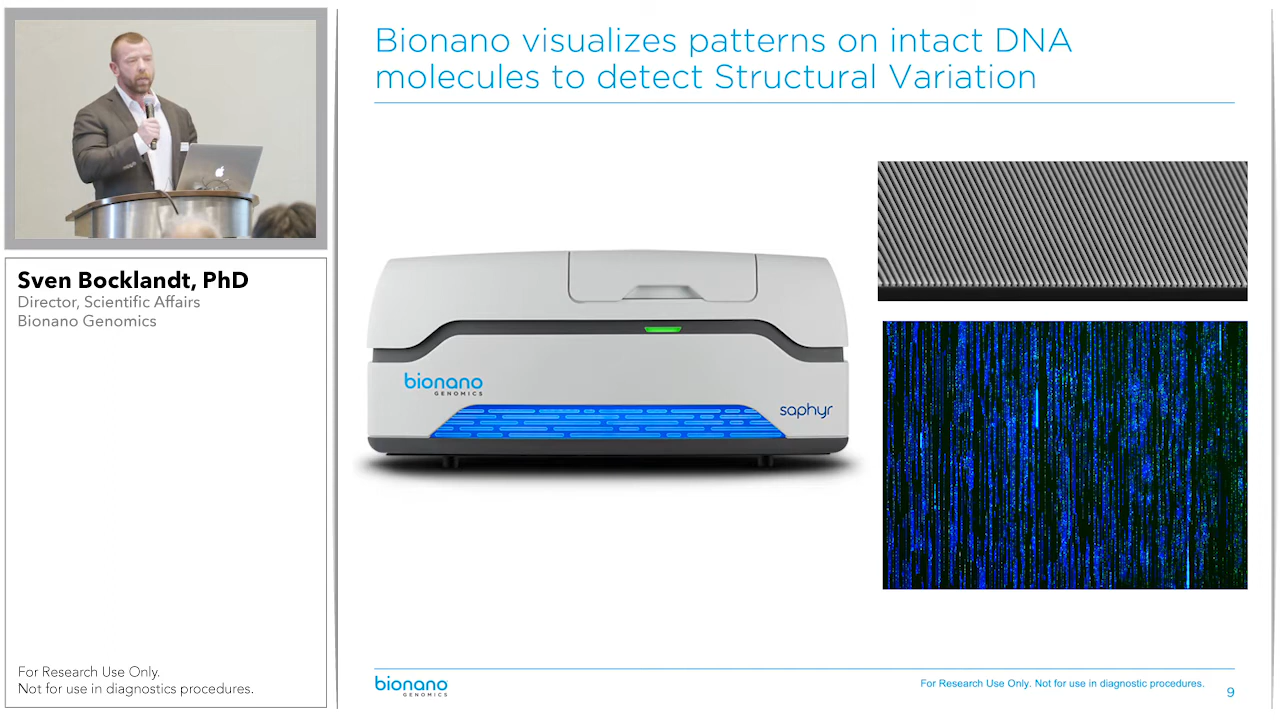 Bionano visualizes patterns on intact DNA
molecules to detect Structural Variation
Sven Bocklandt, PhD
Director, Scientific Affairs
Bionano Genomics
bionano
GENOMICS
saphyr
For Research Use Only.
Not for use in diagnostics procedures.
bionano
GENOMICS
For Research Use Only. Not for use in diagnostic procedures.
9